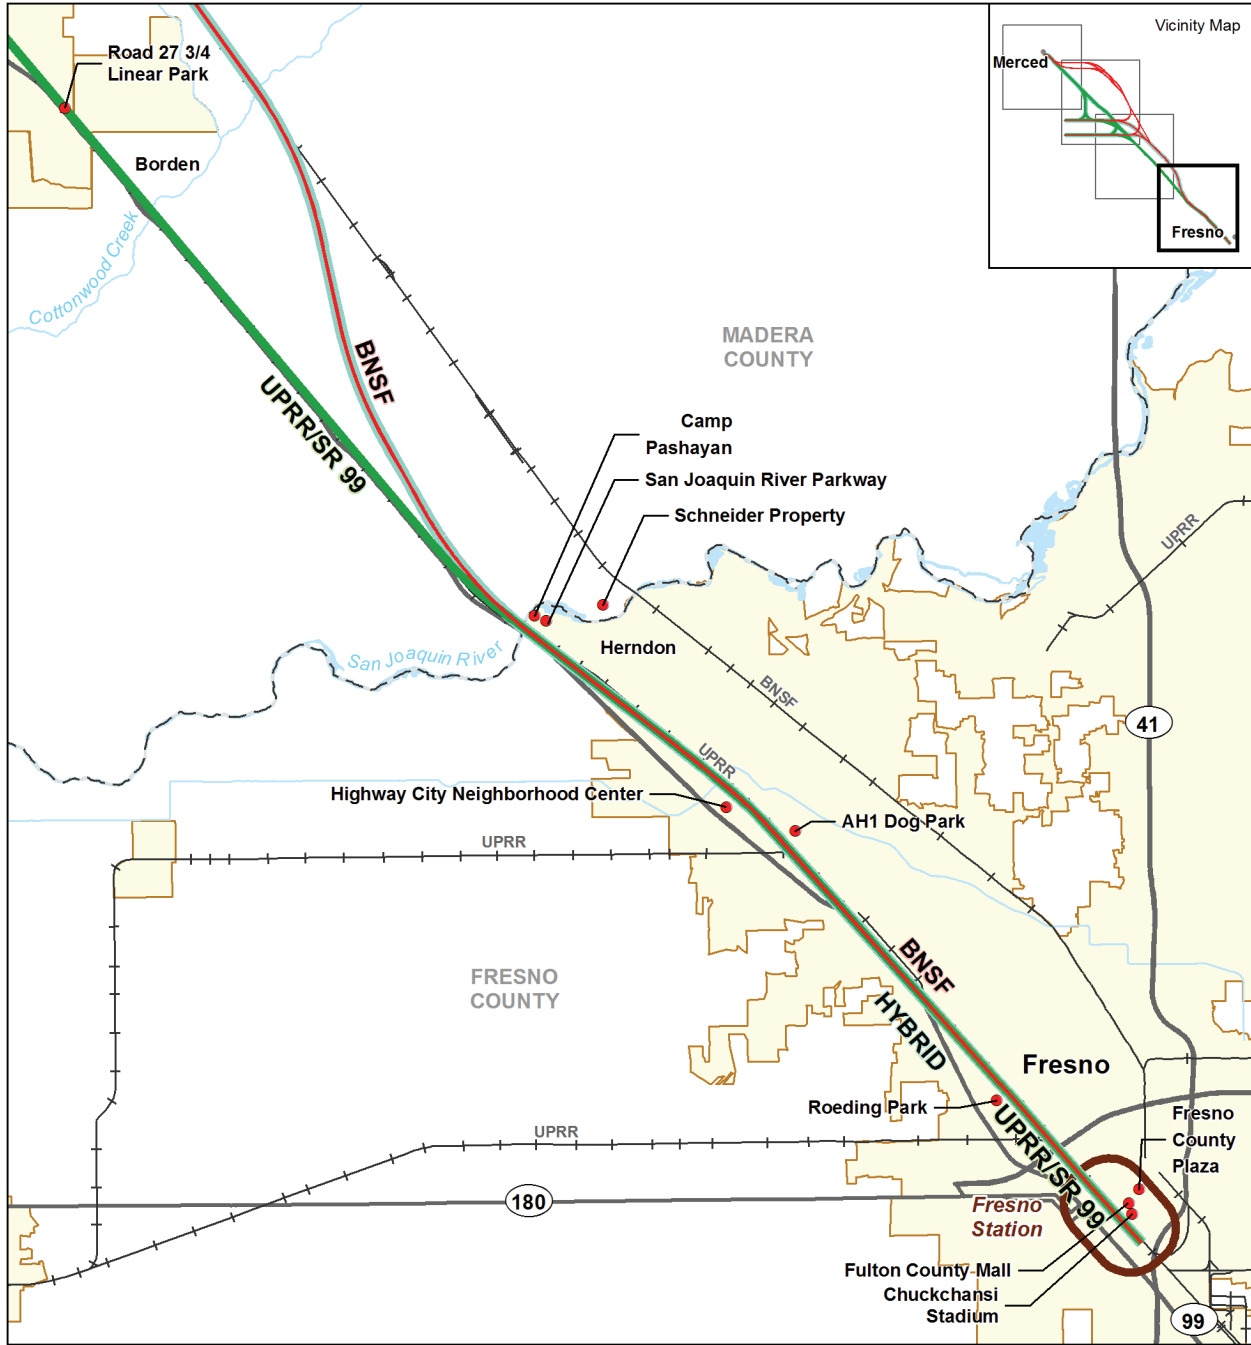 Vicinity Map
Merced
Fresno
Road 27 3/4
Linear Park
Borden
Cottonwood Creek
BNSF
UPRR/SR 99
MADERA
COUNTY
Camp
Pashayan
San Joaquin River Parkway
Schneider Property
UPRR
San Joaquin River
Herndon
BNSF
41
UPRR
Highway City Neighborhood Center
AH1 Dog Park
UPRR
BNSF
HYBRID
FRESNO
COUNTY
Fresno
Roeding Park
Fresno
County
Plaza
UPRR
UPRR/SR 99
180
Fresno
Station
Fulton County Mall
Chuckchansi
Stadium
99